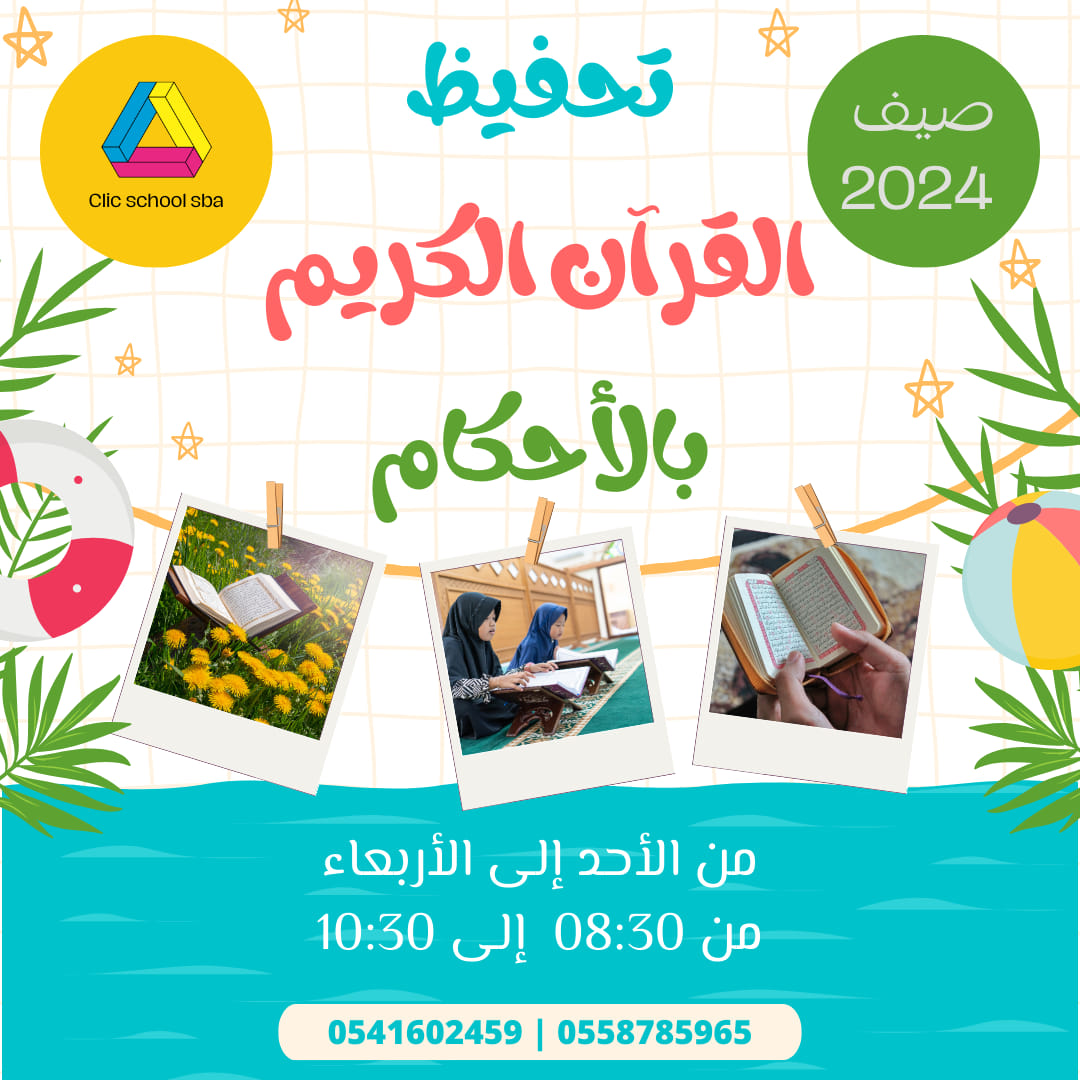 تحفيظ
صيف
2024
Clic school sba
القرآن الكريم
بالأحكام
من الأحد إلى الأربعاء
من 08:30 إلى 10:30
0541602459 | 0558785965